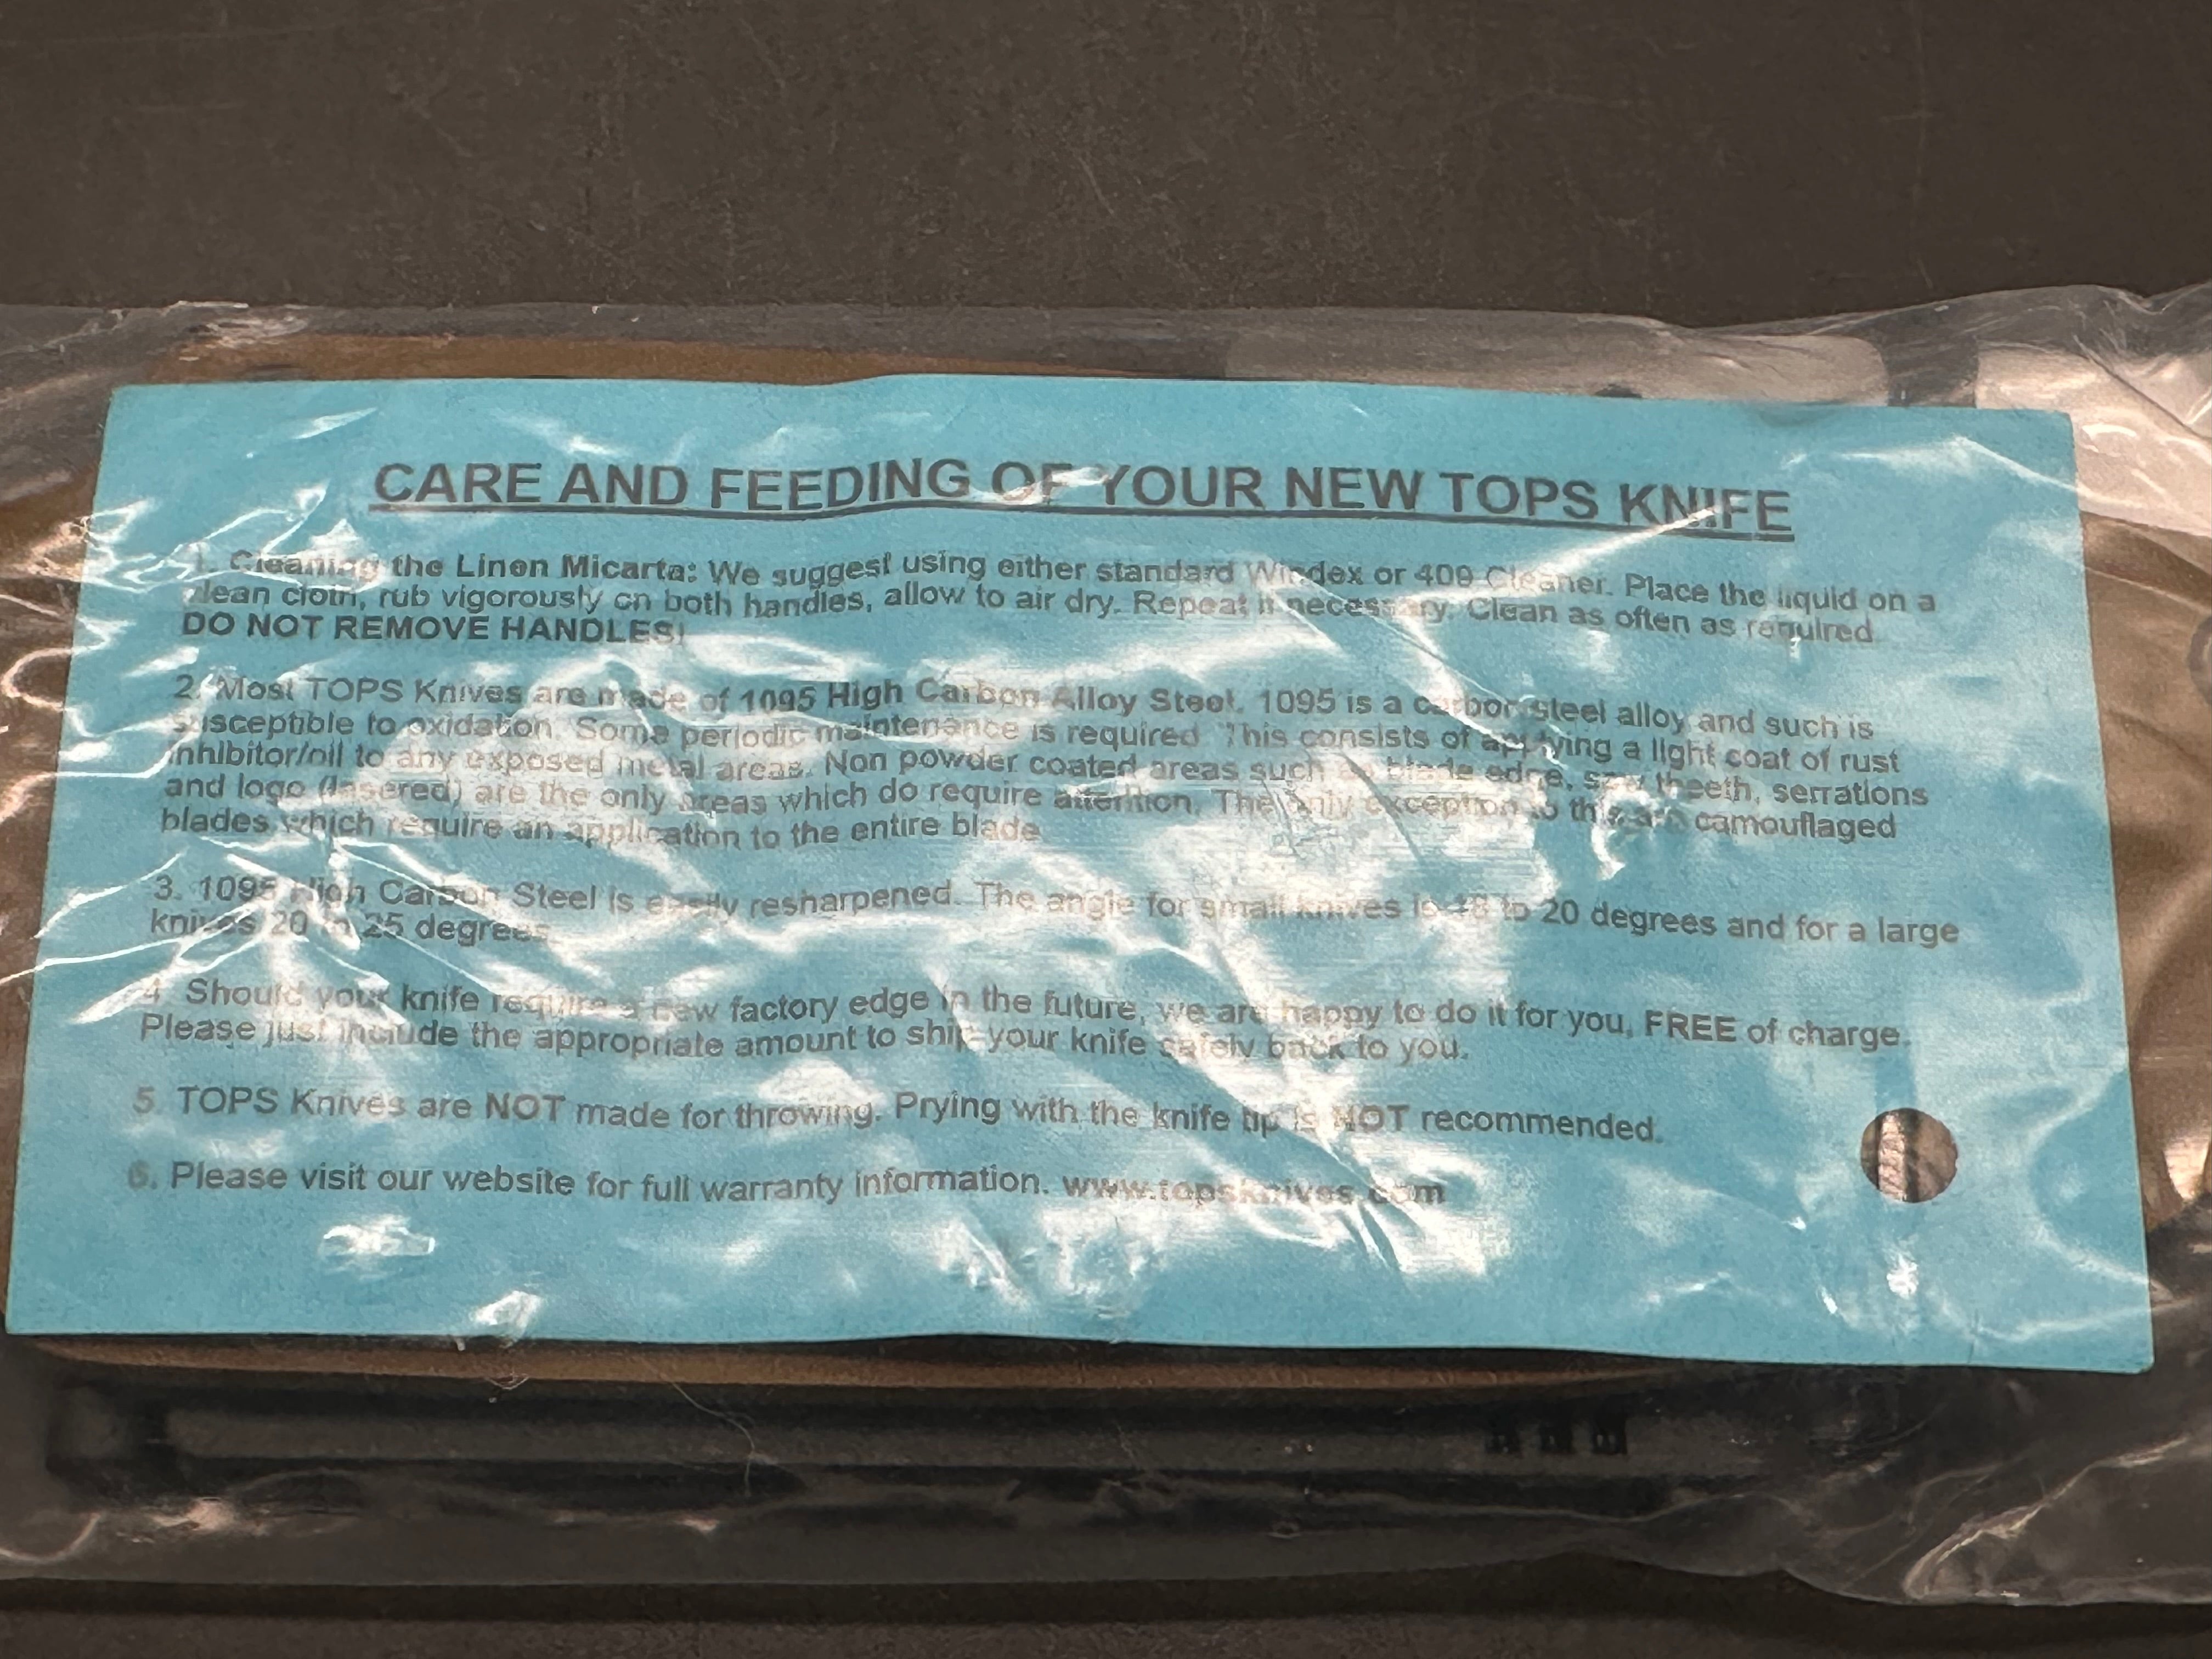 CARE AND FEEDING OF YOUR NEW TOPS KNIFE
1. Cleaning the Linen Micarta: We suggest using either standard Windex or 409 Cleaner. Place the liquid on a
clean cloth, rub vigorously on both handles, allow to air dry. Repeat if necessary. Clean as often as required.
DO NOT REMOVE HANDLES!
2. Most TOPS Knives are made of 1095 High Carbon Alloy Steel. 1095 is a carbon steel alloy and such is
susceptible to oxidation. Some periodic maintenance is required. This consists of applying a light coat of rust
inhibitor/oil to any exposed metal areas. Non powder coated areas such as blade edge, saw theeth, serrations
and logo (lasered) are the only areas which do require attention. The only exception to this are camouflaged
blades which require an application to the entire blade
3. 1095 High Carbon Steel is easily resharpened. The angle for small knives is 18 to 20 degrees and for a large
knives 20 to 25 degrees.
4. Should your knife require a new factory edge in the future, we are happy to do it for you, FREE of charge.
Please just include the appropriate amount to ship your knife safely back to you.
5. TOPS Knives are NOT made for throwing. Prying with the knife tip is NOT recommended.
6. Please visit our website for full warranty information. www.topsknives.com